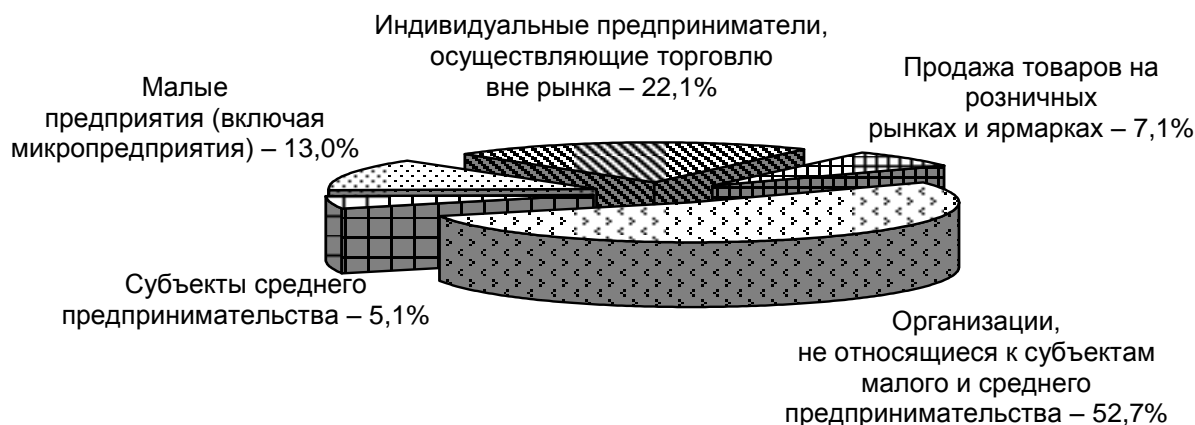 Индивидуальные предприниматели,
осуществляющие торговлю
вне рынка – 22,1%
Продажа товаров на
розничных
рынках и ярмарках – 7,1%
Малые
предприятия (включая
микропредприятия) – 13,0%
Субъекты среднего
предпринимательства – 5,1%
Организации,
не относящиеся к субъектам
малого и среднего
предпринимательства – 52,7%